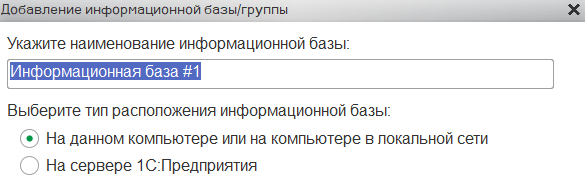 Добавление информационной базы/группы
Укажите наименование информационной базы:
Информационная база #1
Выберите тип расположения информационной базы:
На данном компьютере или на компьютере в локальной сети
На сервере 1С:Предприятия